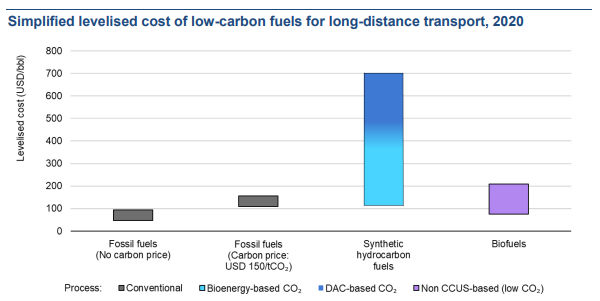 Simplified levelised cost of low-carbon fuels for long-distance transport, 2020
Levelised cost (USD/bbl)
800
700
600
500
400
300
200
100
0
Fossil fuels
(No carbon price)
Fossil fuels
(Carbon price:
USD 150/tCO₂)
Synthetic
hydrocarbon
fuels
Biofuels
Process: Conventional Bioenergy-based CO₂ DAC-based CO₂ Non CCUS-based (low CO₂)